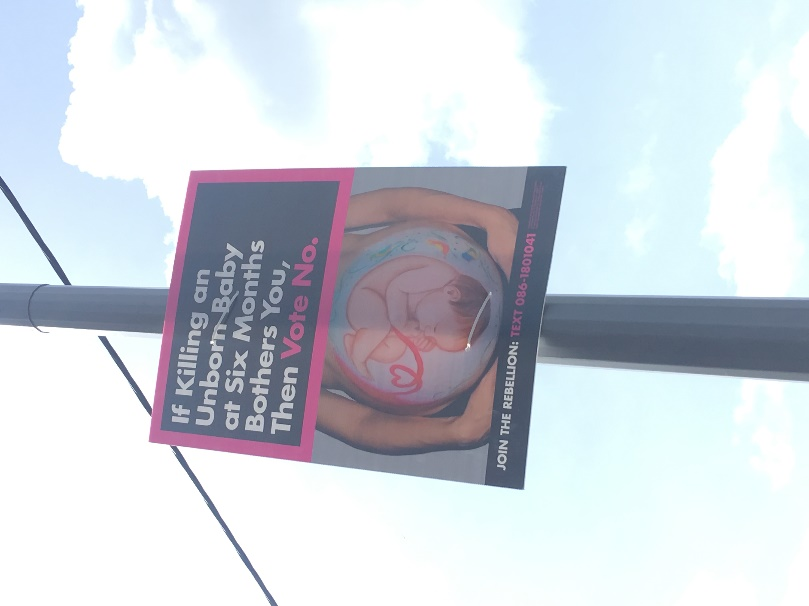 If Killing an
Unborn Baby
at Six Months
Bothers You,
Then Vote No.
JOIN THE REBELLION: TEXT 086-1801041